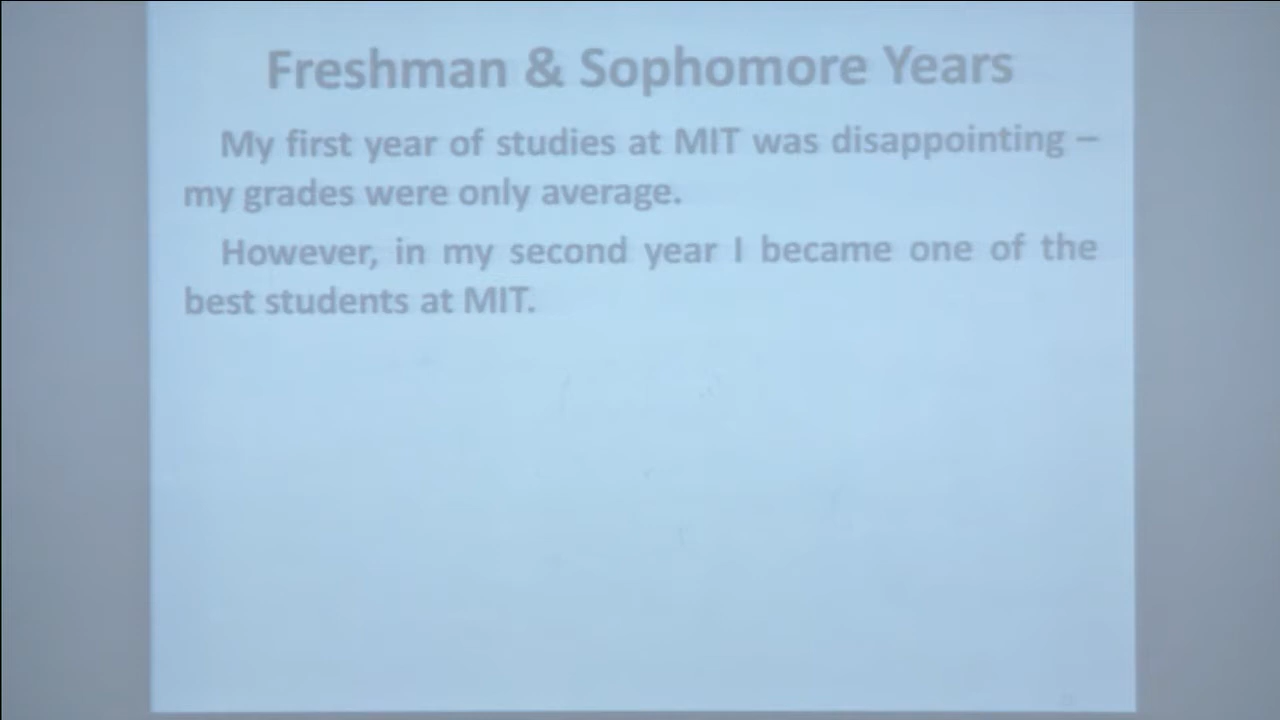 Freshman & Sophomore Years
My first year of studies at MIT was disappointing –
my grades were only average.
However, in my second year I became one of the
best students at MIT.